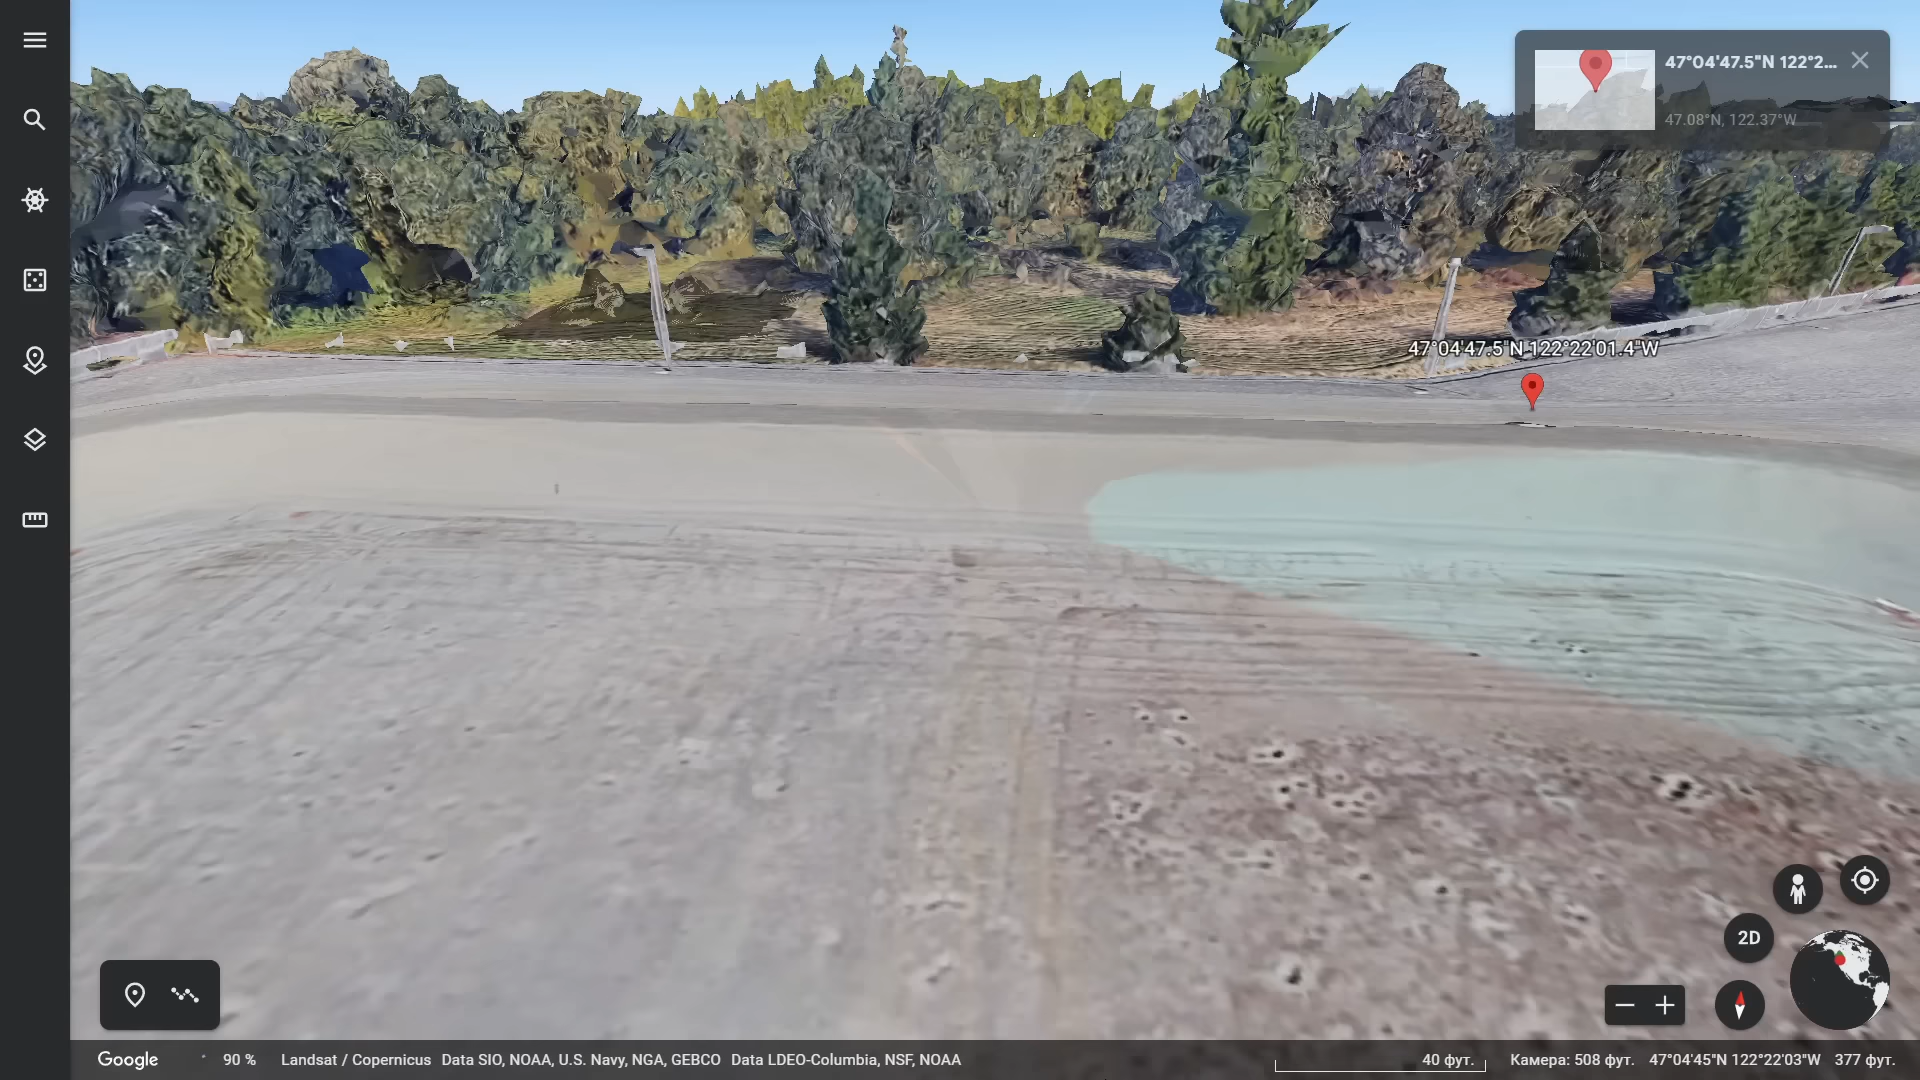 47°04'47.5"N 122°2...
47.08°N, 122.37°W
47°04'47.5"N 122°22'01.4"W
2D
Google 90 % Landsat / Copernicus Data SIO, NOAA, U.S. Navy, NGA, GEBCO Data LDEO-Columbia, NSF, NOAA 40 фут. Камера: 508 фут. 47°04'45"N 122°22'03"W 377 фут.